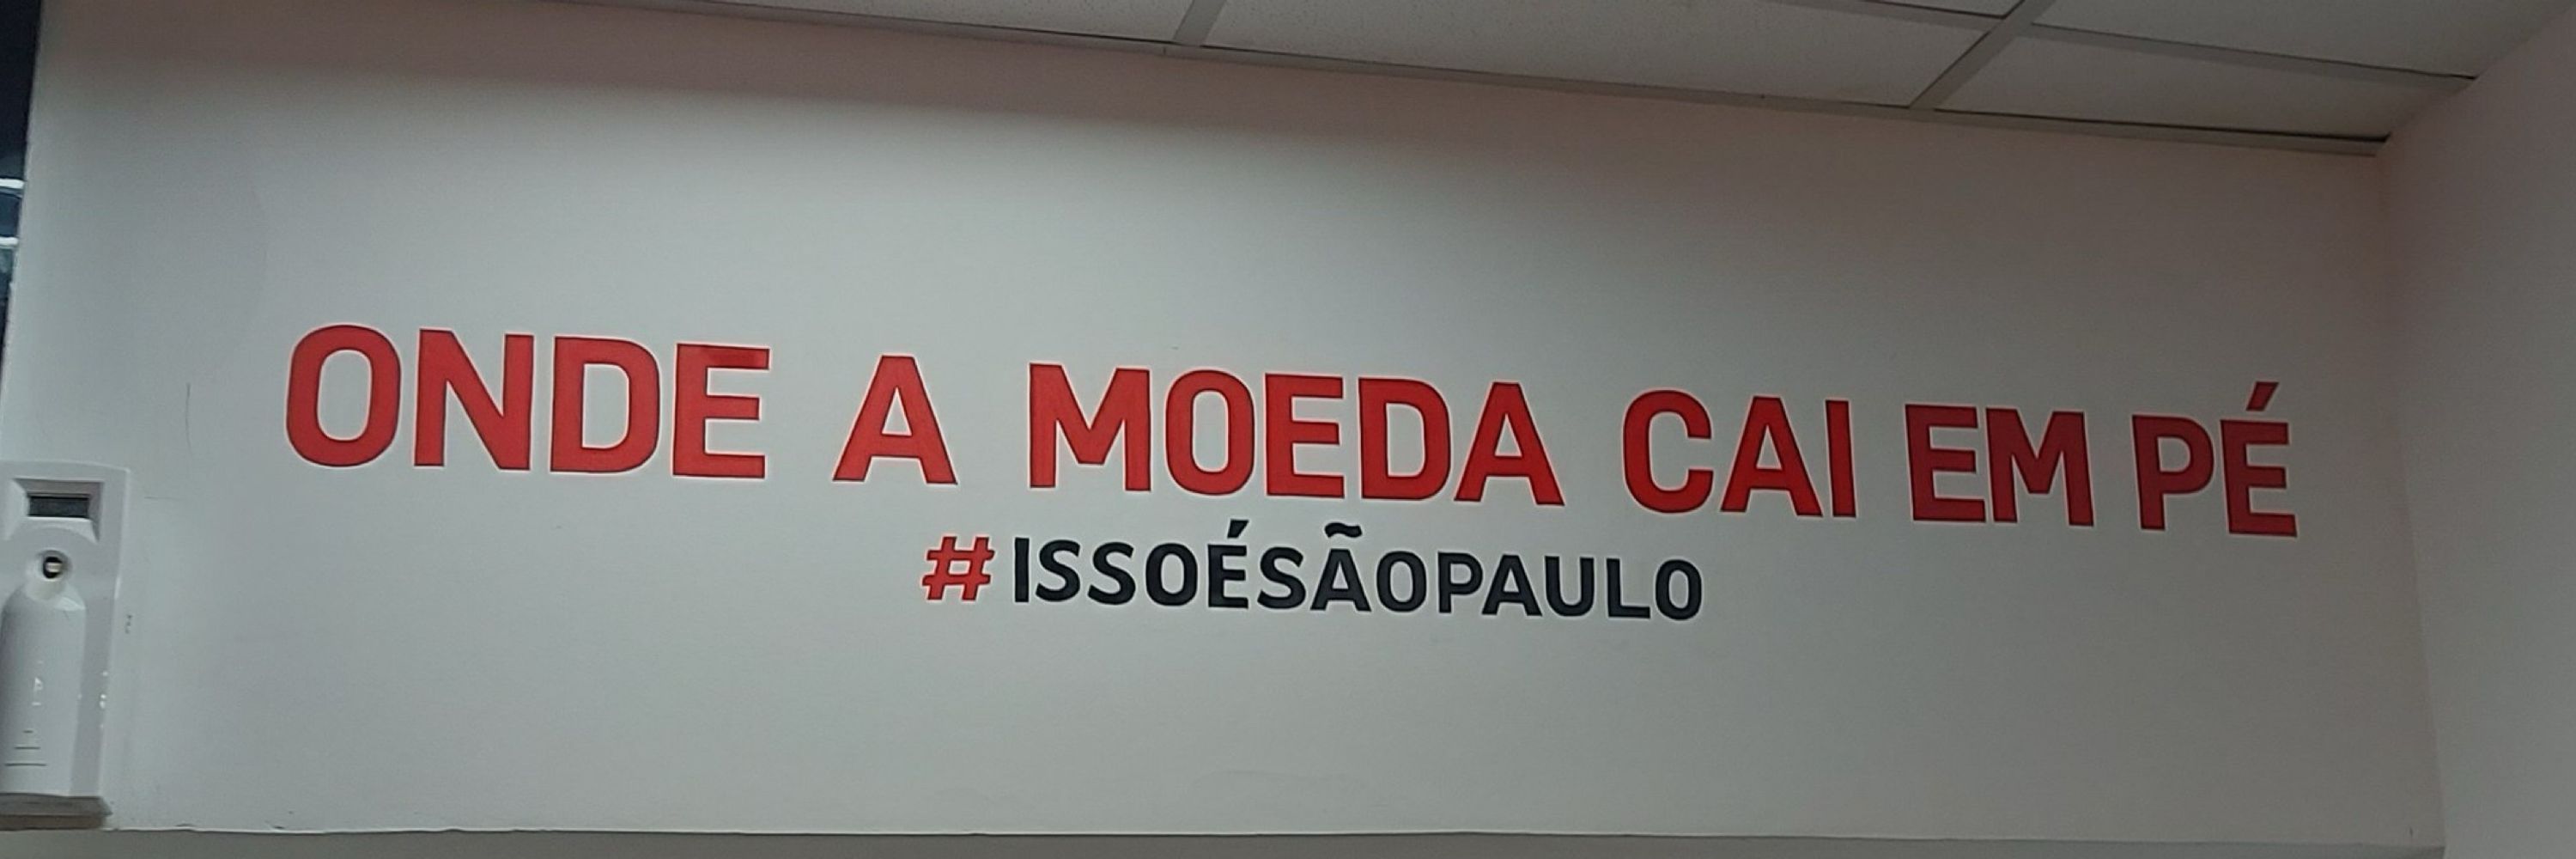 ONDE A MOEDA CAI EM PÉ
#ISSOÉSÃOPAULO